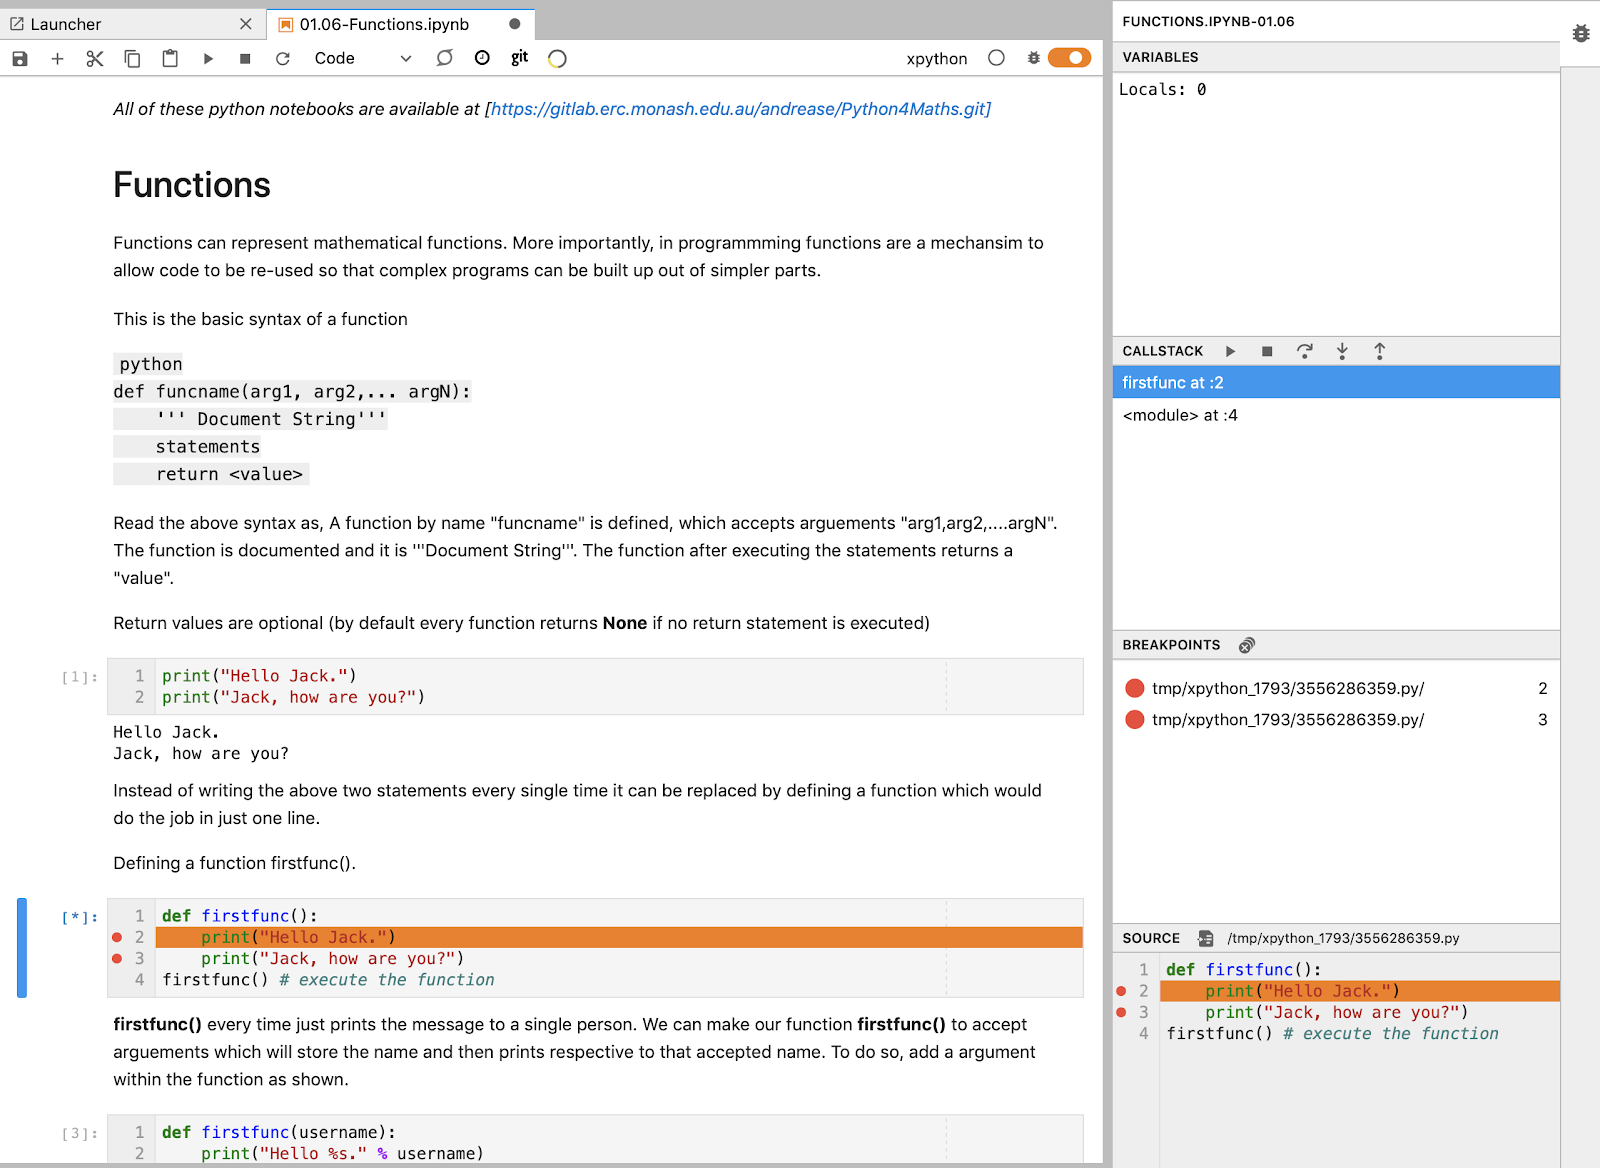 Launcher
01.06-Functions.ipynb
Code
git
xpython
All of these python notebooks are available at [https://gitlab.erc.monash.edu.au/andrease/Python4Maths.git]
Functions
Functions can represent mathematical functions. More importantly, in programmming functions are a mechansim to
allow code to be re-used so that complex programs can be built up out of simpler parts.
This is the basic syntax of a function
python
def funcname(arg1, arg2,... argN):
    ''' Document String'''
    statements
    return <value>
Read the above syntax as, A function by name "funcname" is defined, which accepts arguements "arg1,arg2,....argN".
The function is documented and it is '''Document String'''. The function after executing the statements returns a
"value".
Return values are optional (by default every function returns None if no return statement is executed)
[1]:
1 print("Hello Jack.")
2 print("Jack, how are you?")
Hello Jack.
Jack, how are you?
Instead of writing the above two statements every single time it can be replaced by defining a function which would
do the job in just one line.
Defining a function firstfunc().
[*]:
1 def firstfunc():
2     print("Hello Jack.")
3     print("Jack, how are you?")
4 firstfunc() # execute the function
firstfunc() every time just prints the message to a single person. We can make our function firstfunc() to accept
arguements which will store the name and then prints respective to that accepted name. To do so, add a argument
within the function as shown.
[3]:
1 def firstfunc(username):
2     print("Hello %s." % username)
FUNCTIONS.IPYNB-01.06
VARIABLES
Locals: 0
CALLSTACK
firstfunc at :2
<module> at :4
BREAKPOINTS
tmp/xpython_1793/3556286359.py/ 2
tmp/xpython_1793/3556286359.py/ 3
SOURCE /tmp/xpython_1793/3556286359.py
1 def firstfunc():
2     print("Hello Jack.")
3     print("Jack, how are you?")
4 firstfunc() # execute the function